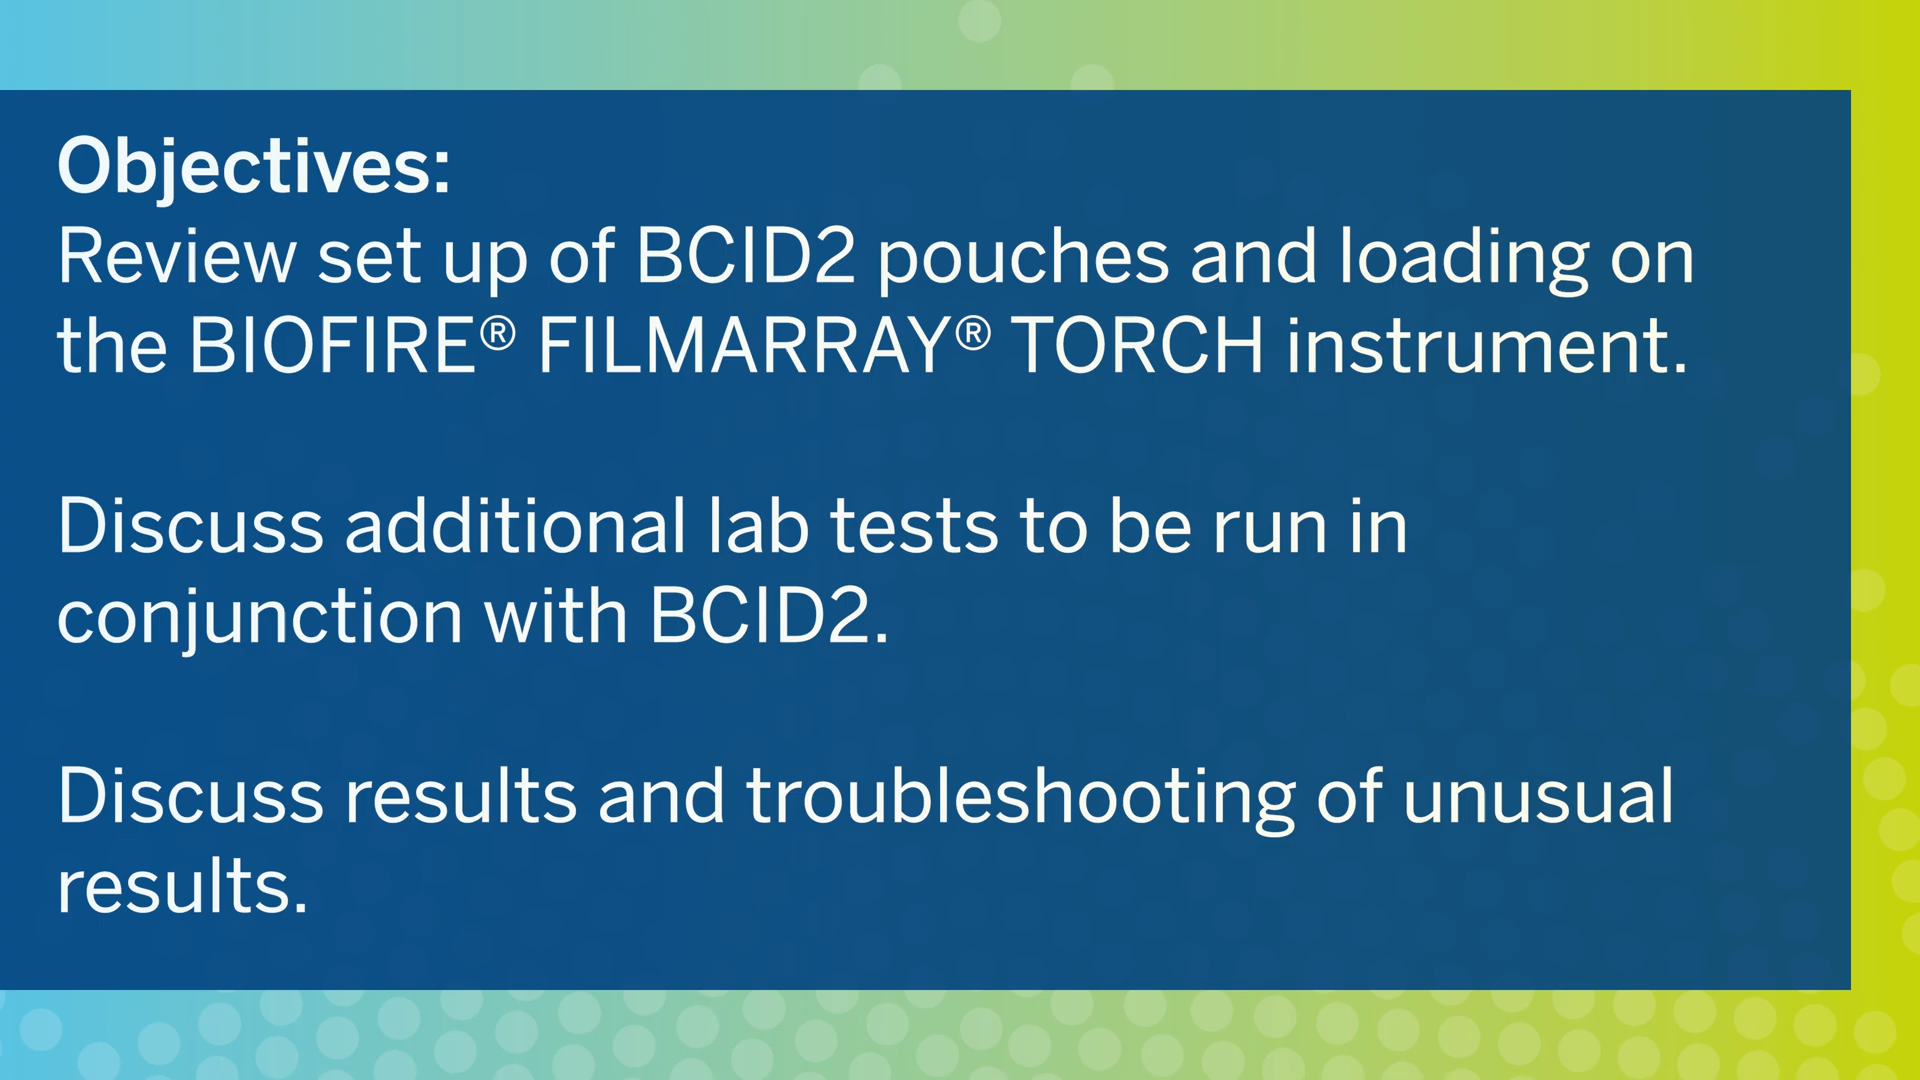 Objectives:
Review set up of BCID2 pouches and loading on
the BIOFIRE® FILMARRAY® TORCH instrument.
Discuss additional lab tests to be run in
conjunction with BCID2.
Discuss results and troubleshooting of unusual
results.